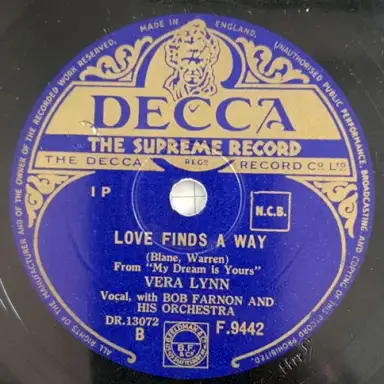 MADE IN ENGLAND.
ALL RIGHTS OF THE MANUFACTURER AND OF THE OWNER OF THE RECORDED WORK RESERVED.
UNAUTHORISED PUBLIC PERFORMANCE, BROADCASTING AND COPYING OF THIS RECORD PROHIBITED.
DECCA
THE SUPREME RECORD
THE DECCA REGD RECORD CO LTD
1P
N.C.B.
LOVE FINDS A WAY
(Blane, Warren)
From "My Dream is Yours"
VERA LYNN
Vocal, with BOB FARNON AND
HIS ORCHESTRA
DR.13072
B
F.9442
B.F.
& Co